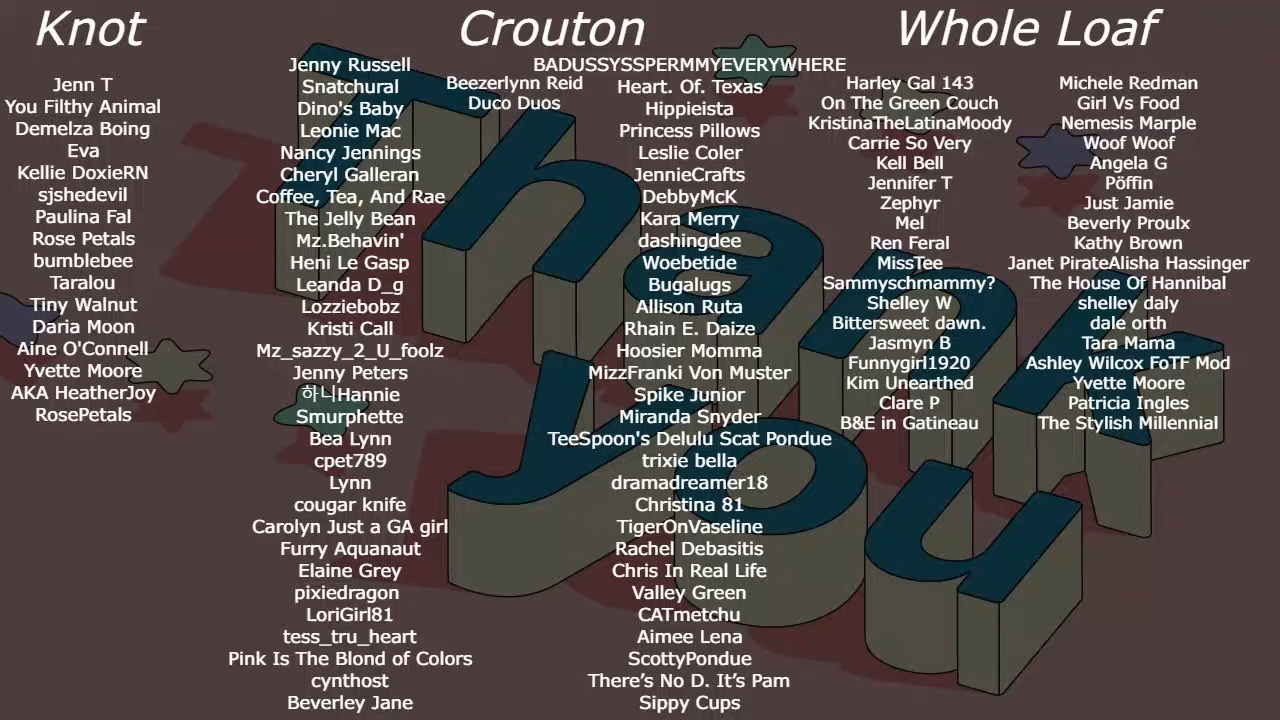 Knot
Jenn T
You Filthy Animal
Demelza Boing
Eva
Kellie DoxieRN
sjshedevil
Paulina Fal
Rose Petals
bumblebee
Taralou
Tiny Walnut
Daria Moon
Aine O'Connell
Yvette Moore
AKA HeatherJoy
RosePetals
Crouton
Jenny Russell
Snatchural
Dino's Baby
Leonie Mac
Nancy Jennings
Cheryl Galleran
Coffee, Tea, And Rae
The Jelly Bean
Mz.Behavin'
Heni Le Gasp
Leanda D_g
Lozziebobz
Kristi Call
Mz_sazzy_2_U_foolz
Jenny Peters
하니Hannie
Smurphette
Bea Lynn
cpet789
Lynn
cougar knife
Carolyn Just a GA girl
Furry Aquanaut
Elaine Grey
pixiedragon
LoriGirl81
tess_tru_heart
Pink Is The Blond of Colors
cynthost
Beverley Jane
Beezerlynn Reid
Duco Duos
BADUSSYSSPERMMYEVERYWHERE
Heart. Of. Texas
Hippieista
Princess Pillows
Leslie Coler
JennieCrafts
DebbyMcK
Kara Merry
dashingdee
Woebetide
Bugalugs
Allison Ruta
Rhain E. Daize
Hoosier Momma
MizzFranki Von Muster
Spike Junior
Miranda Snyder
TeeSpoon's Delulu Scat Pondue
trixie bella
dramadreamer18
Christina 81
TigerOnVaseline
Rachel Debasitis
Chris In Real Life
Valley Green
CATmetchu
Aimee Lena
ScottyPondue
There’s No D. It’s Pam
Sippy Cups
Whole Loaf
Harley Gal 143
On The Green Couch
KristinaTheLatinaMoody
Carrie So Very
Kell Bell
Jennifer T
Zephyr
Mel
Ren Feral
MissTee
Sammyschmammy?
Shelley W
Bittersweet dawn.
Jasmyn B
Funnygirl1920
Kim Unearthed
Clare P
B&E in Gatineau
Michele Redman
Girl Vs Food
Nemesis Marple
Woof Woof
Angela G
Pöffin
Just Jamie
Beverly Proulx
Kathy Brown
Janet PirateAlisha Hassinger
The House Of Hannibal
shelley daly
dale orth
Tara Mama
Ashley Wilcox FoTF Mod
Yvette Moore
Patricia Ingles
The Stylish Millennial
Thank
you